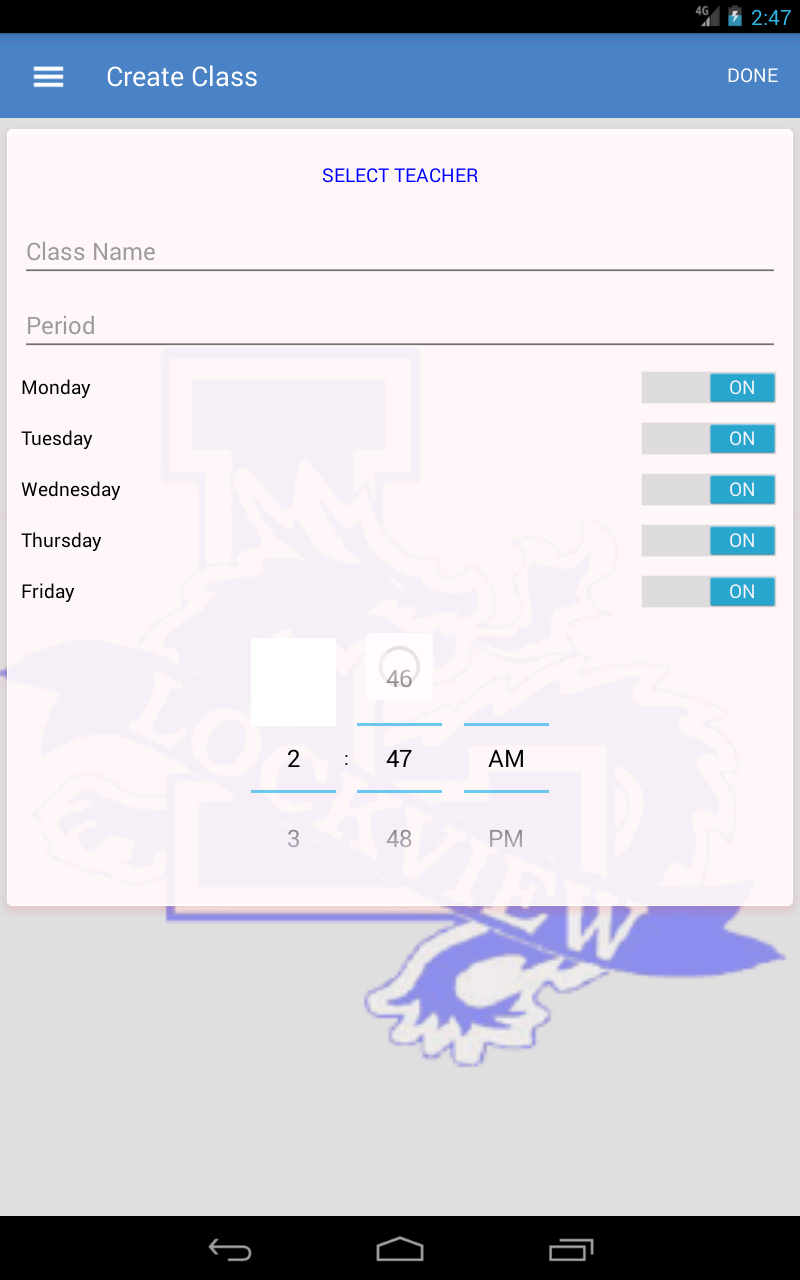 4G 2:47
Create Class DONE
SELECT TEACHER
Class Name
Period
Monday ON
Tuesday ON
Wednesday ON
Thursday ON
Friday ON
46
2 : 47 AM
3 48 PM
LOCKVIEW